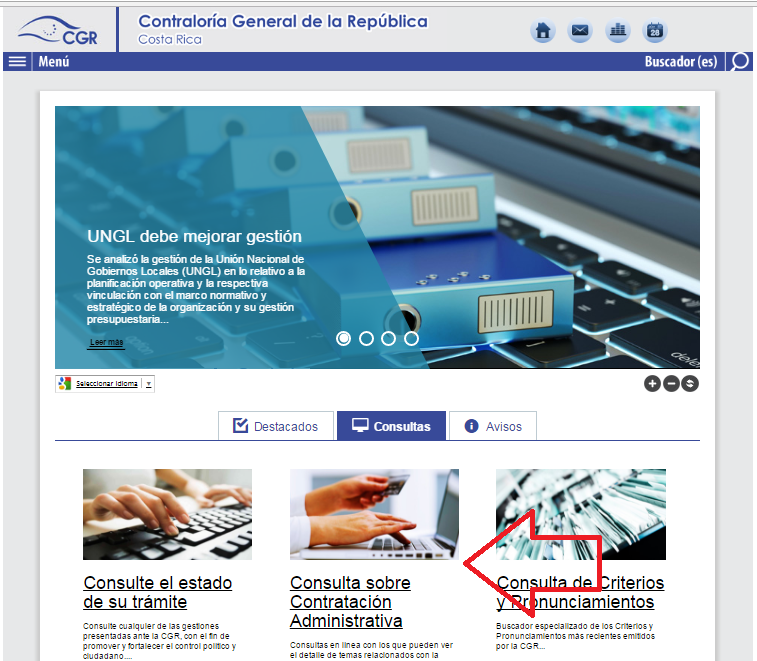 CGR
Contraloría General de la República
Costa Rica
28
Menú
Buscador (es)
UNGL debe mejorar gestión
Se analizó la gestión de la Unión Nacional de
Gobiernos Locales (UNGL) en lo relativo a la
planificación operativa y la respectiva
vinculación con el marco normativo y
estratégico de la organización y su gestión
presupuestaria...
Leer más
delete
Seleccionar idioma
Destacados
Consultas
Avisos
Consulte el estado
de su trámite
Consulte cualquier de las gestiones
presentadas ante la CGR, con el fin de
promover y fortalecer el control político y
ciudadano....
Consulta sobre
Contratación
Administrativa
Consultas en línea con los que pueden ver
el detalle de temas relacionados con la
Consulta de Criterios
y Pronunciamientos
Buscador especializado de los Criterios y
Pronunciamientos más recientes emitidos
por la CGR...